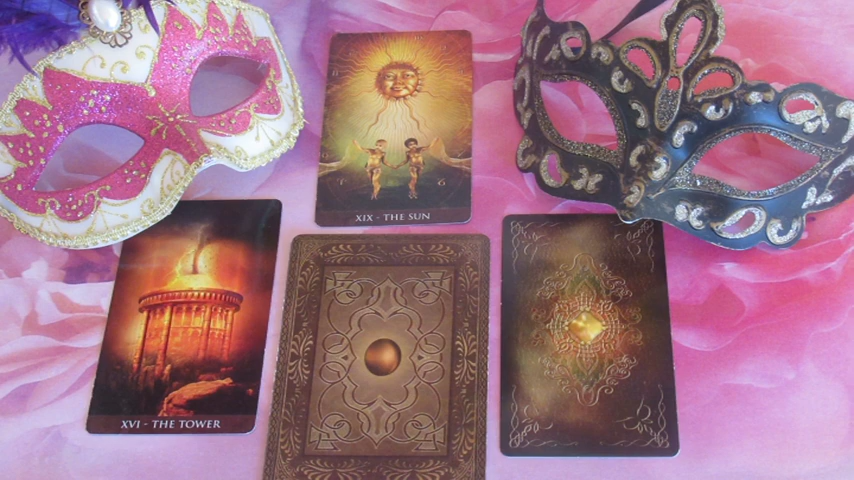 XIX - THE SUN
XVI - THE TOWER